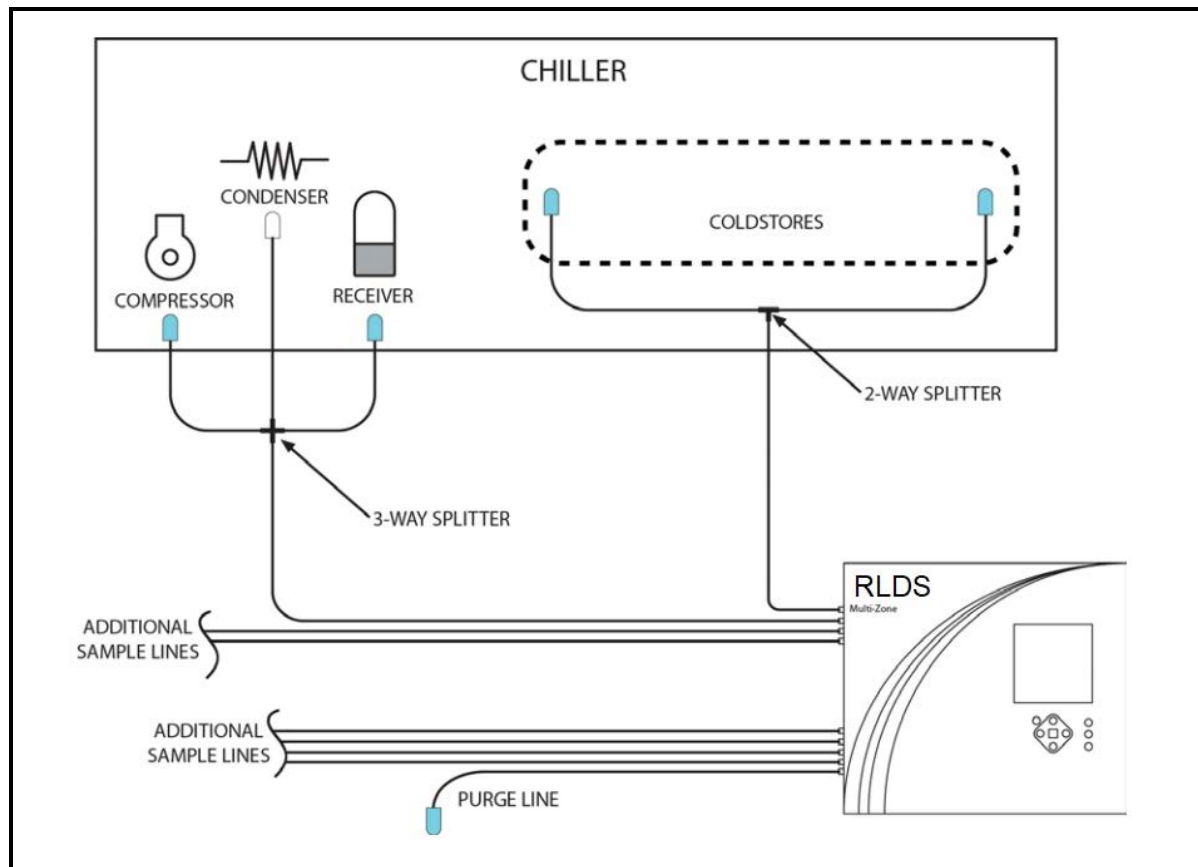 CHILLER
CONDENSER
COMPRESSOR
RECEIVER
COLDSTORES
2-WAY SPLITTER
3-WAY SPLITTER
RLDS
Multi-Zone
ADDITIONAL
SAMPLE LINES
ADDITIONAL
SAMPLE LINES
PURGE LINE